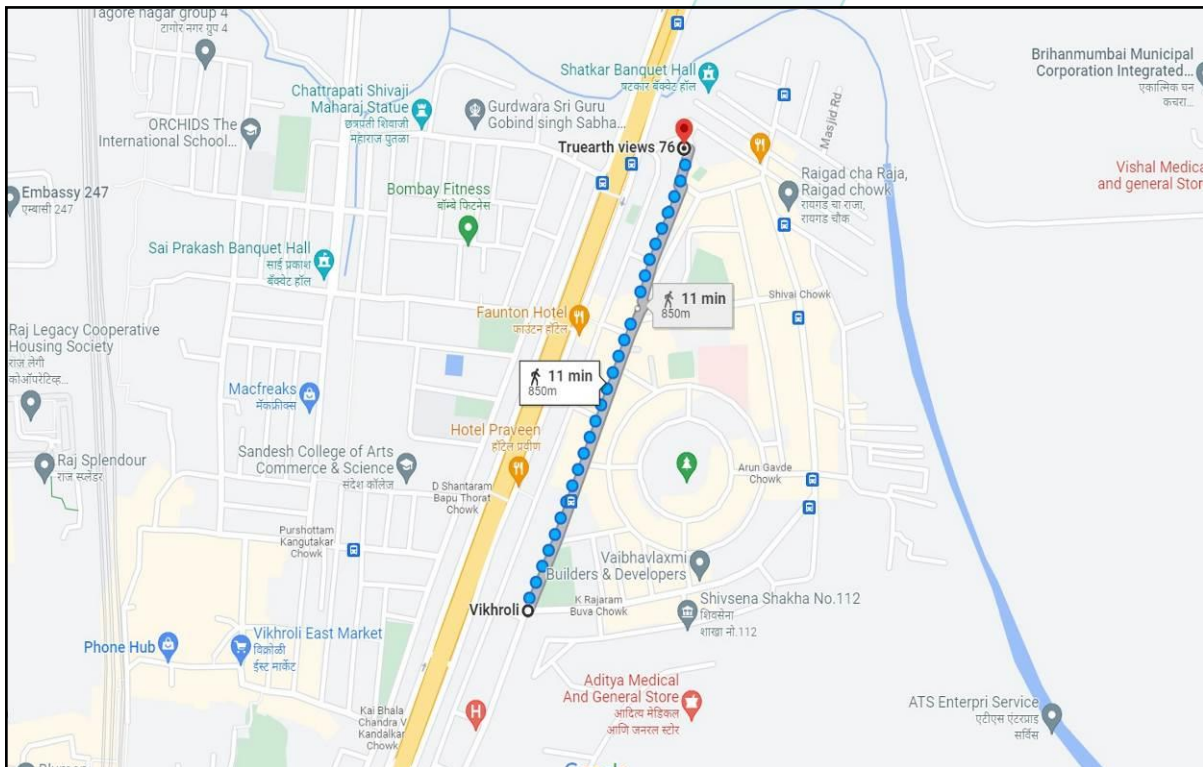 Tagore nagar group 4
टागोर नगर ग्रुप 4
Shatkar Banquet Hall
षटकार बॅंक्वेट हॉल
Brihanmumbai Municipal
Corporation Integrated...
एकात्मिक घन
कचरा...
Chattrapati Shivaji
Maharaj Statue
छत्रपती शिवाजी
महाराज पुतळा
Gurdwara Sri Guru
Gobind singh Sabha...
ORCHIDS The
International School...
Masjid Rd
Truearth views 76
Raigad cha Raja,
Raigad chowk
रायगड चा राजा,
रायगड चौक
Vishal Medica
and general Stor
Embassy 247
एम्बासी 247
Bombay Fitness
बॉम्बे फिटनेस
Sai Prakash Banquet Hall
साई प्रकाश
बॅंक्वेट हॉल
11 min
850m
Shivai Chowk
Faunton Hotel
फाउंटन हॉटेल
Raj Legacy Cooperative
Housing Society
राज लेगी
कोऑपरेटिव्ह...
11 min
850m
Macfreaks
मॅकफ्रीक्स
Hotel Praveen
हॉटेल प्रवीण
Sandesh College of Arts
Commerce & Science
संदेश कॉलेज
Raj Splendour
राज स्प्लेंडर
Arun Gavde
Chowk
D Shantaram
Bapu Thorat
Chowk
Purshottam
Kangutakar
Chowk
Vaibhavlaxmi
Builders & Developers
Vikhroli
K Rajaram
Buva Chowk
Shivsena Shakha No.112
शिवसेना
शाखा नो.112
Phone Hub
Vikhroli East Market
विक्रोळी
ईस्ट मार्केट
Aditya Medical
And General Store
आदित्य मेडिकल
आणि जनरल स्टोर
H
Kai Bhala
Chandra V
Kandalkar
Chowk
ATS Enterpri Service
एटीएस एंटरप्राइ
सर्विस